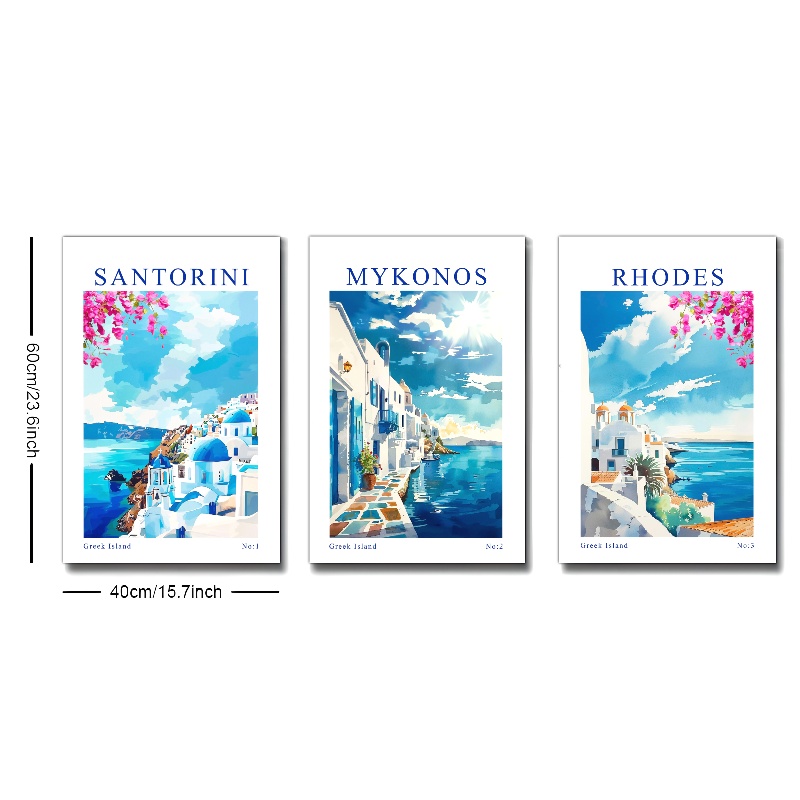 SANTORINI
MYKONOS
RHODES
60cm/23.6inch
Greek Island
No:1
Greek Island
No:2
Greek Island
No:3
40cm/15.7inch